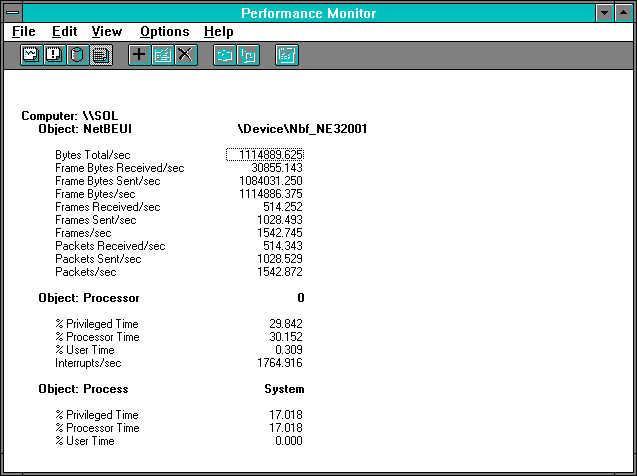 Performance Monitor
File Edit View Options Help
Computer: \\SOL
Object: NetBEUI \Device\Nbf_NE32001
Bytes Total/sec 1114889.625
Frame Bytes Received/sec 30855.143
Frame Bytes Sent/sec 1084031.250
Frame Bytes/sec 1114886.375
Frames Received/sec 514.252
Frames Sent/sec 1028.493
Frames/sec 1542.745
Packets Received/sec 514.343
Packets Sent/sec 1028.529
Packets/sec 1542.872
Object: Processor 0
% Privileged Time 29.842
% Processor Time 30.152
% User Time 0.309
Interrupts/sec 1764.916
Object: Process System
% Privileged Time 17.018
% Processor Time 17.018
% User Time 0.000